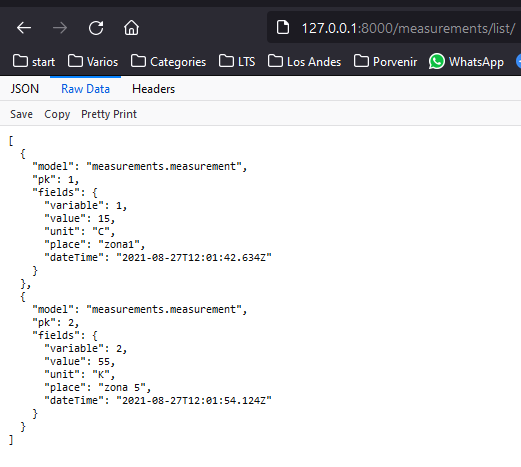 127.0.0.1:8000/measurements/list/
start Varios Categories LTS Los Andes Porvenir WhatsApp
JSON Raw Data Headers
Save Copy Pretty Print
[
  {
    "model": "measurements.measurement",
    "pk": 1,
    "fields": {
      "variable": 1,
      "value": 15,
      "unit": "C",
      "place": "zona1",
      "dateTime": "2021-08-27T12:01:42.634Z"
    }
  },
  {
    "model": "measurements.measurement",
    "pk": 2,
    "fields": {
      "variable": 2,
      "value": 55,
      "unit": "K",
      "place": "zona 5",
      "dateTime": "2021-08-27T12:01:54.124Z"
    }
  }
]